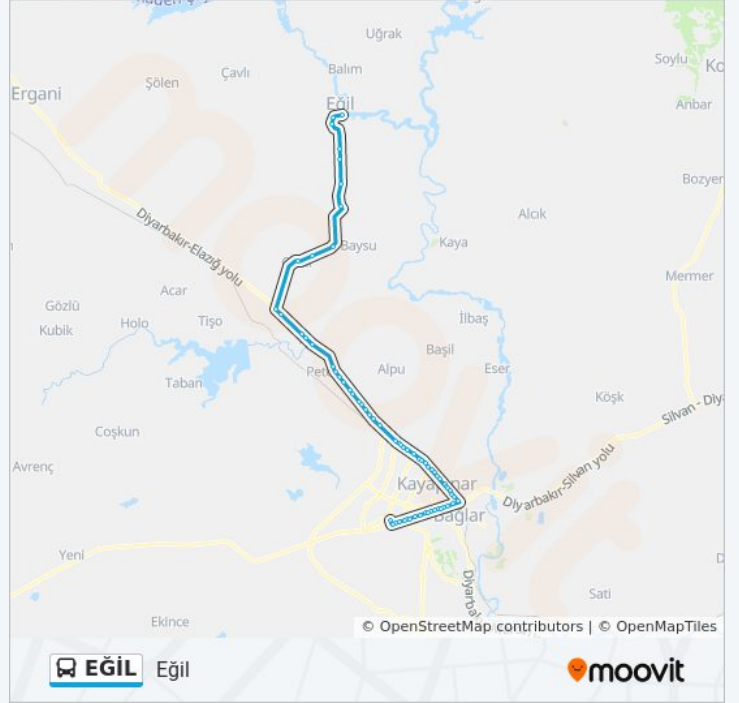 Uğrak
Soylu
Ergani
Şölen
Çavlı
Balım
Eğil
Anbar
Bozyer
Alcık
Diyarbakır-Elazığ yolu
Baysu
Kaya
Mermer
Acar
Gözlü
Kubik
Holo
Tişo
İlbaş
Başil
Alpu
Eser
Taban
Köşk
Silvan - Diy
Coşkun
Avrenç
Kayapınar
Diyarbakır-Silvan yolu
Bağlar
Yeni
Sati
Ekince
© OpenStreetMap contributors | © OpenMapTiles
EĞİL Eğil
moovit